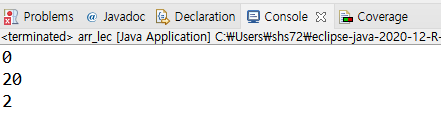 Problems @ Javadoc Declaration Console Coverage
<terminated> arr_lec [Java Application] C:₩Users₩shs72₩eclipse-java-2020-12-R-
0
20
2